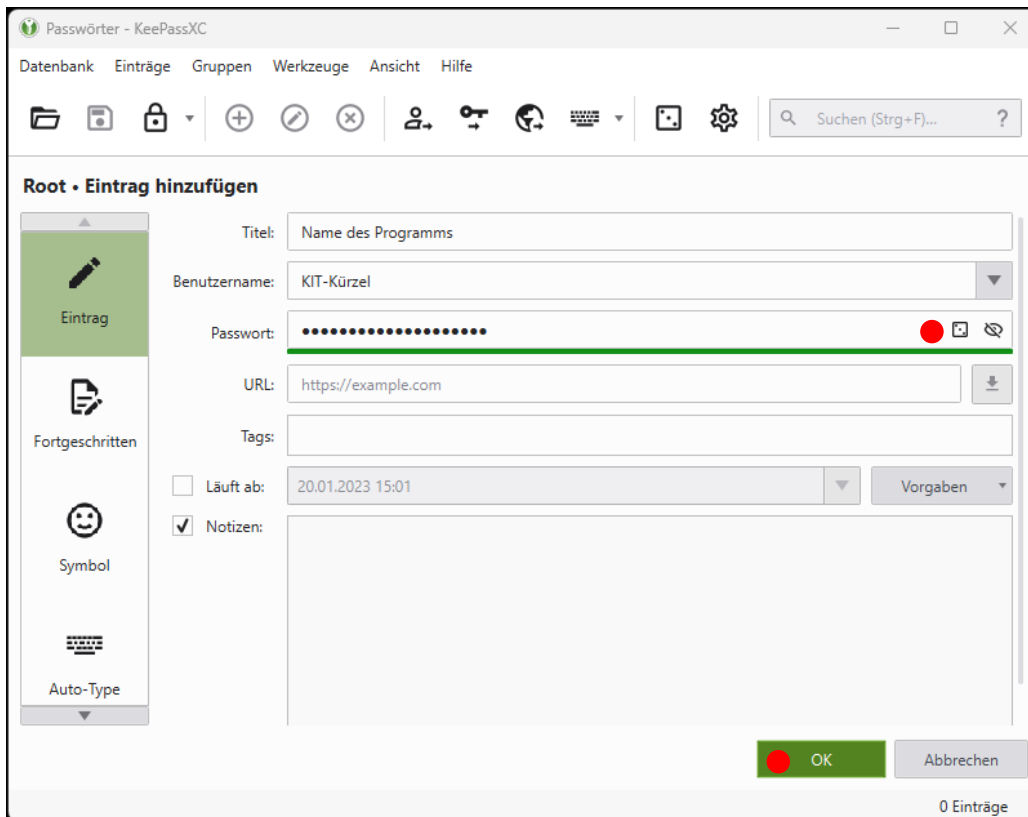 Passwörter - KeePassXC
Datenbank Einträge Gruppen Werkzeuge Ansicht Hilfe
Suchen (Strg+F)... ?
Root • Eintrag hinzufügen
Titel: Name des Programms
Benutzername: KIT-Kürzel
Eintrag
Passwort: ••••••••••••••••••••
URL: https://example.com
Fortgeschritten
Tags:
Läuft ab: 20.01.2023 15:01 Vorgaben
Notizen:
Symbol
Auto-Type
OK Abbrechen
0 Einträge